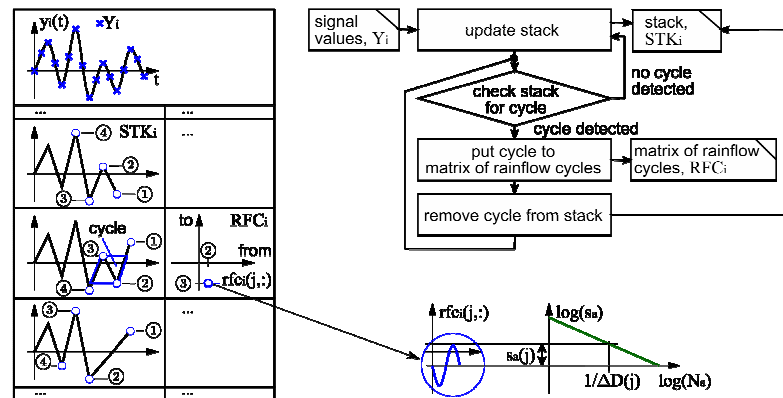 yᵢ(t) ×Yᵢ
t
... ...
STKᵢ ...
④
②
③ ①
to RFCᵢ
cycle
③ ① ② from
④ ② ③ rfcᵢ(j,:)
③ ...
①
④ ②
... ...
signal
values, Yᵢ
update stack
stack,
STKᵢ
check stack
for cycle
no cycle
detected
cycle detected
put cycle to
matrix of rainflow cycles
matrix of rainflow
cycles, RFCᵢ
remove cycle from stack
rfcᵢ(j,:)
log(sₐ)
sₐ(j)
1/ΔD(j) log(Nₐ)